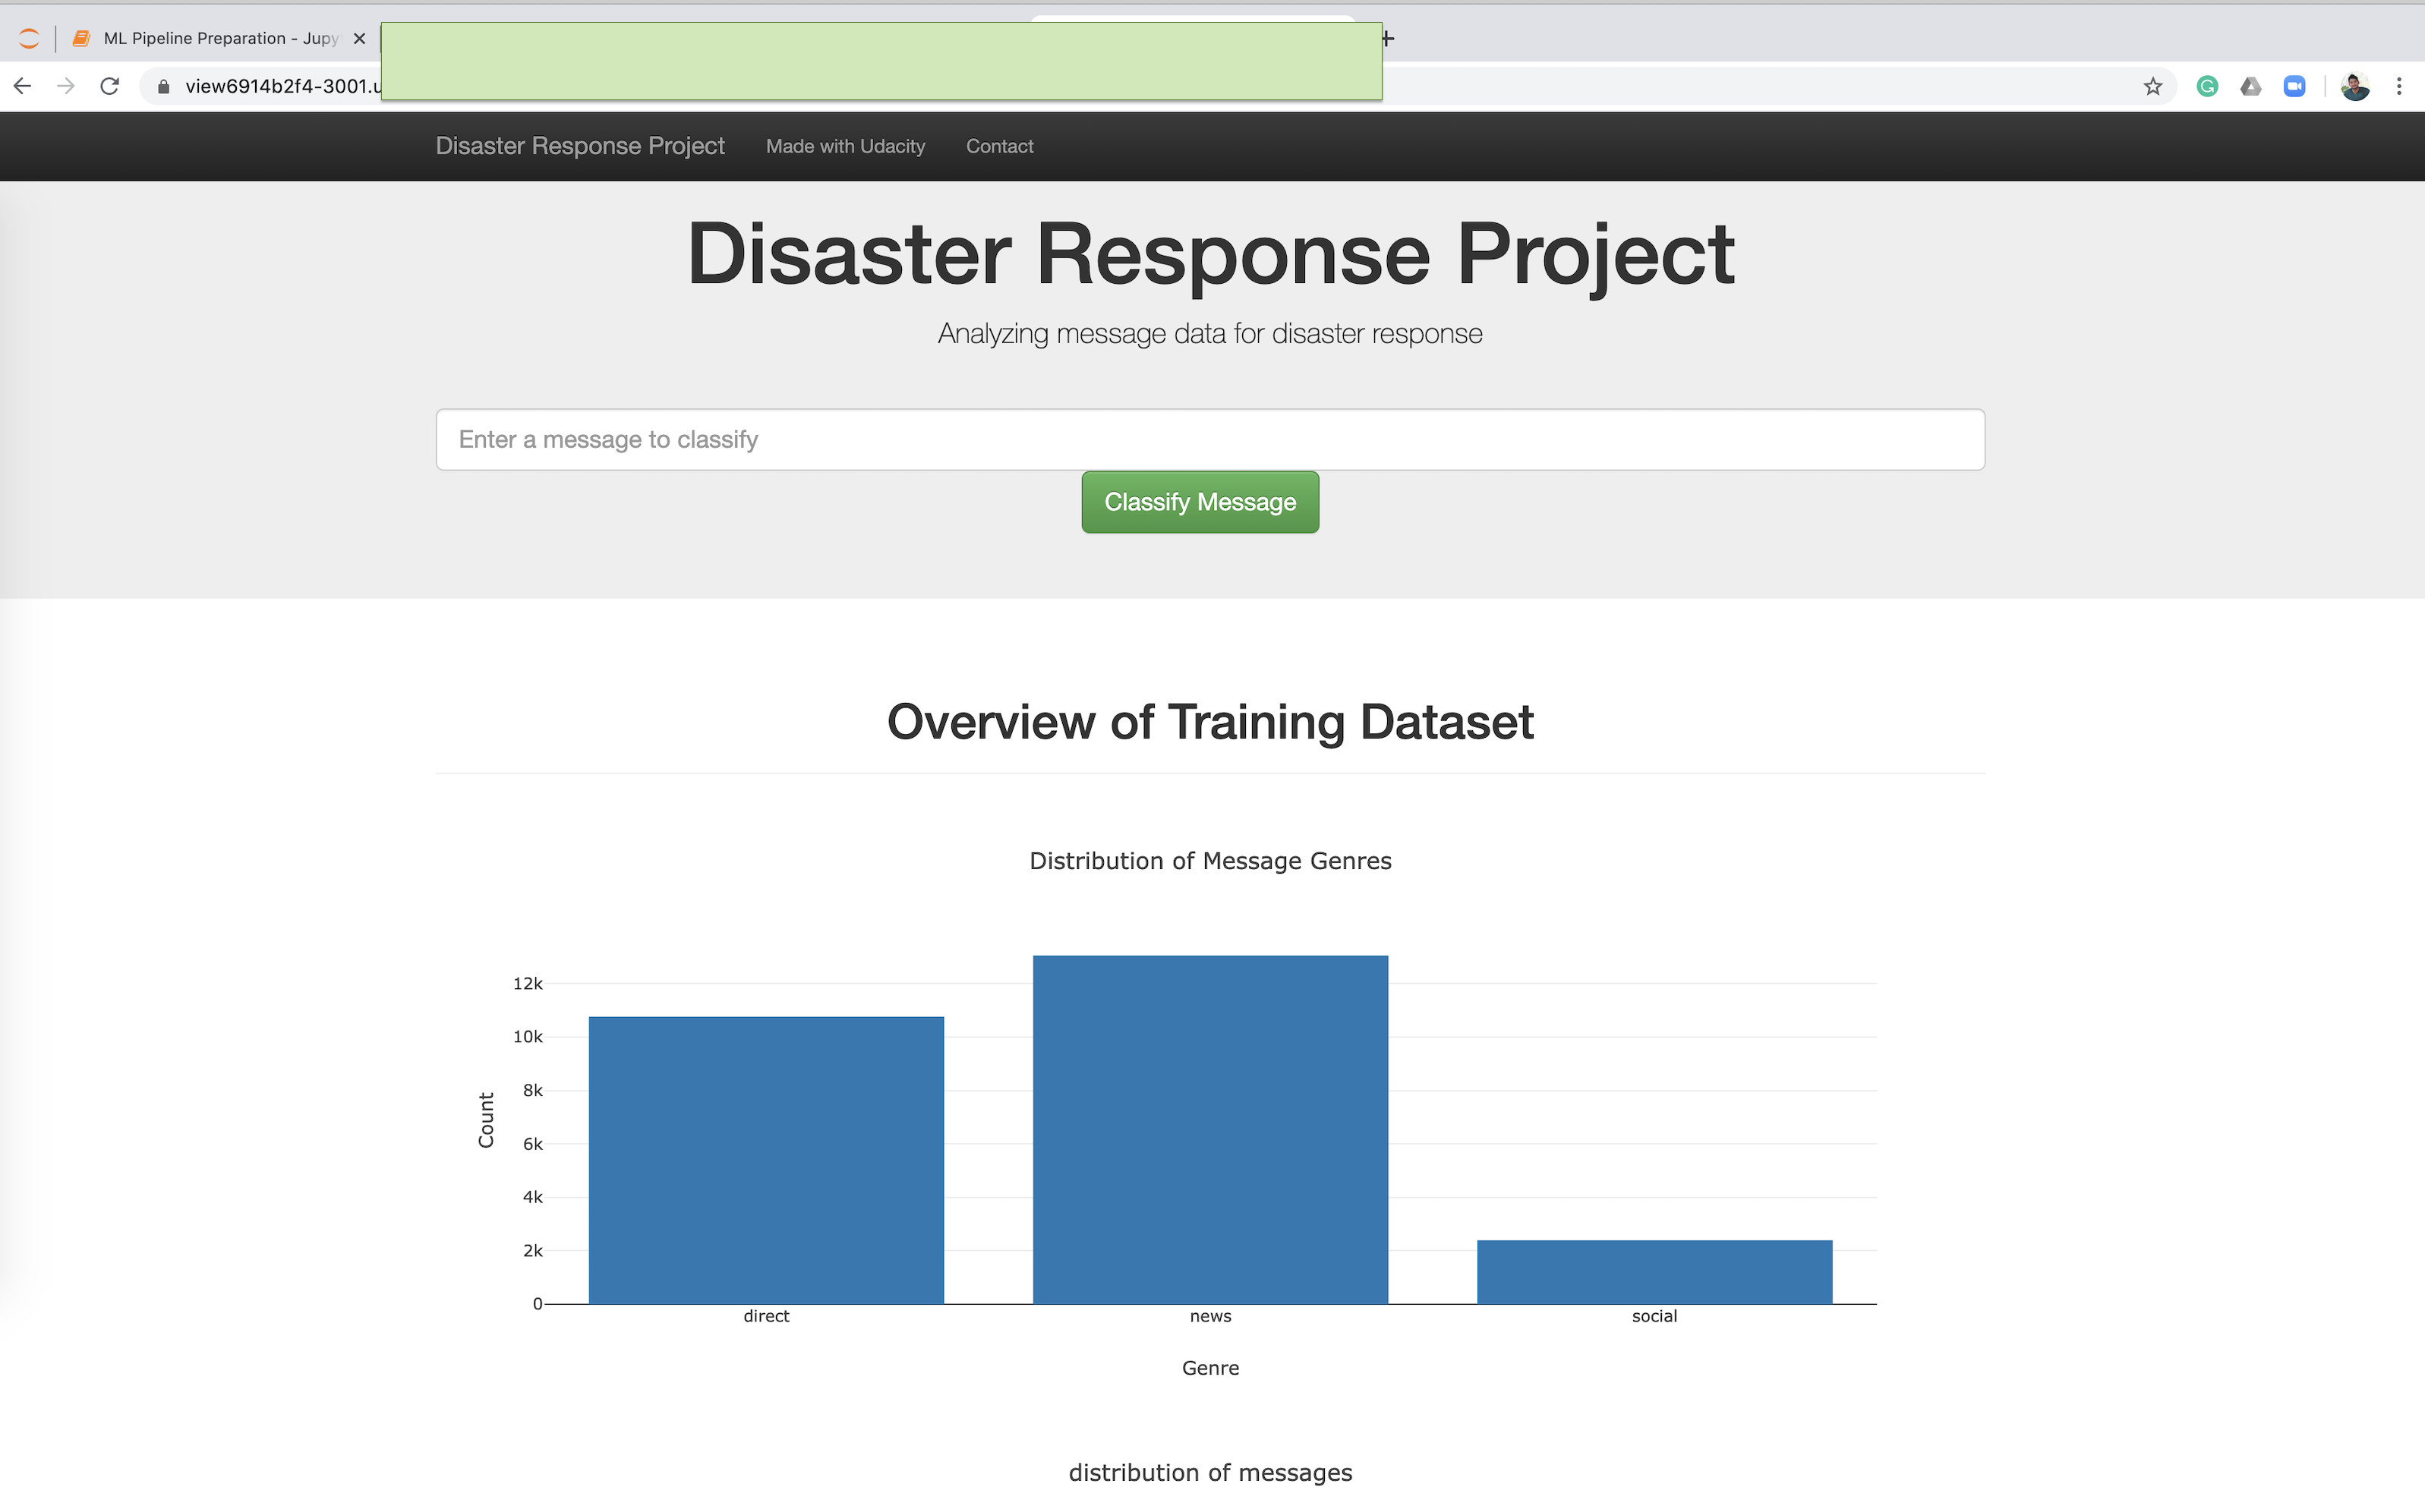 ML Pipeline Preparation - Jupy
view6914b2f4-3001.u
Disaster Response Project
Made with Udacity
Contact
Disaster Response Project
Analyzing message data for disaster response
Enter a message to classify
Classify Message
Overview of Training Dataset
Distribution of Message Genres
12k
10k
8k
6k
4k
2k
0
Count
direct
news
social
Genre
distribution of messages